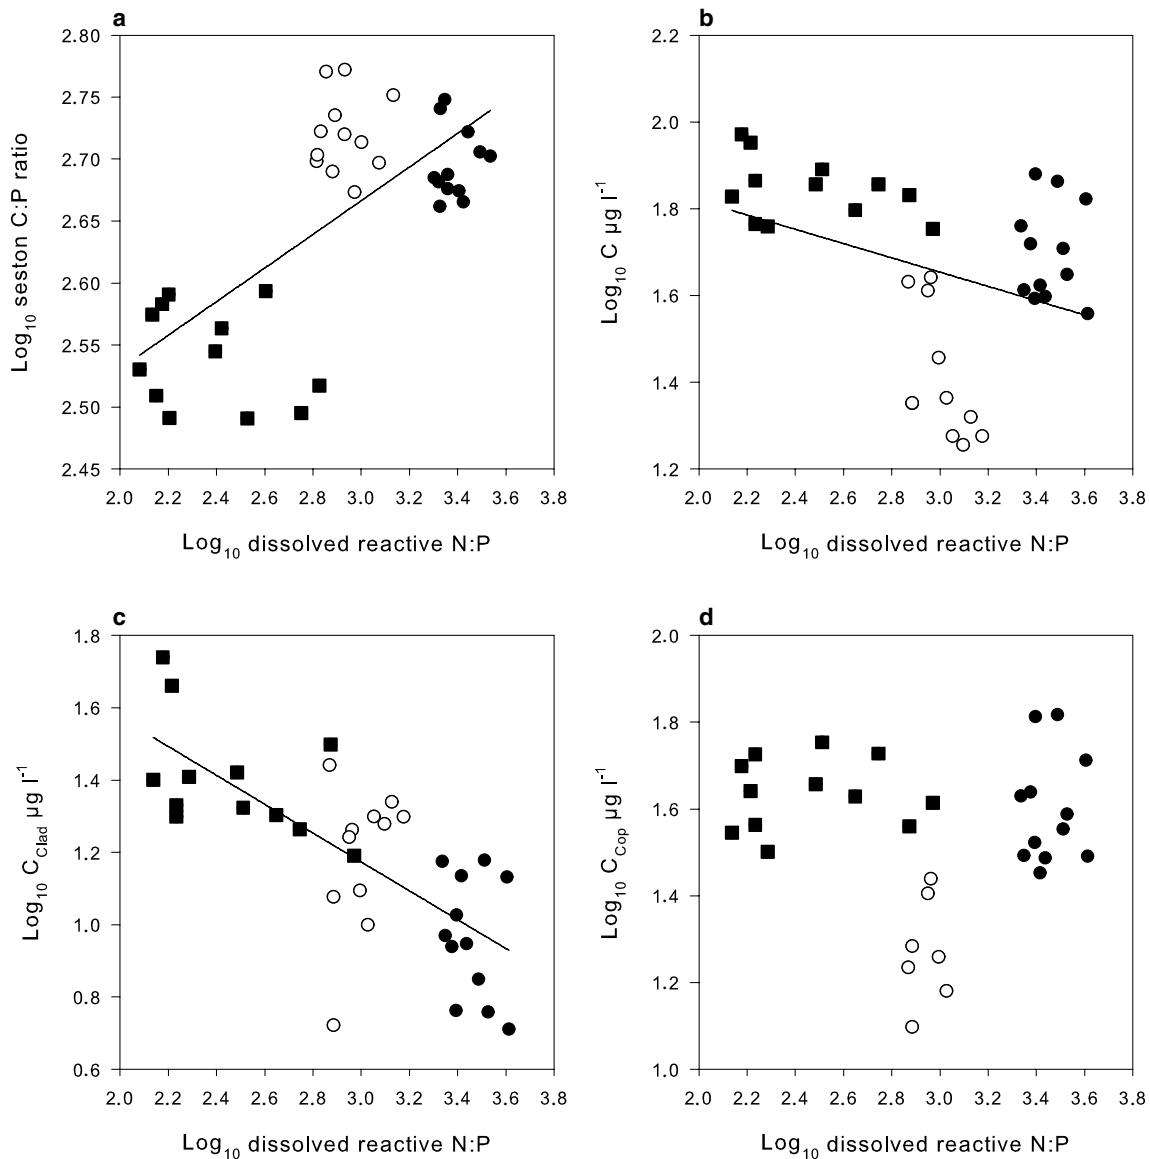 a
2.80
2.75
2.70
2.60
2.55
2.50
2.45
Log10 seston C:P ratio
2.0 2.2 2.4 2.6 2.8 3.0 3.2 3.4 3.6 3.8
Log10 dissolved reactive N:P
b
2.2
2.0
1.8
1.6
1.4
1.2
Log10 C µg l-1
2.0 2.2 2.4 2.6 2.8 3.0 3.2 3.4 3.6 3.8
Log10 dissolved reactive N:P
c
1.8
1.6
1.4
1.2
1.0
0.8
0.6
Log10 CClad µg l-1
2.0 2.2 2.4 2.6 2.8 3.0 3.2 3.4 3.6 3.8
Log10 dissolved reactive N:P
d
2.0
1.8
1.6
1.4
1.2
1.0
Log10 CCop µg l-1
2.0 2.2 2.4 2.6 2.8 3.0 3.2 3.4 3.6 3.8
Log10 dissolved reactive N:P